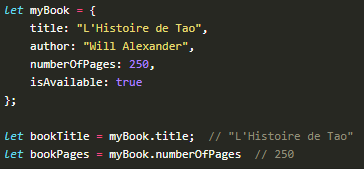 let myBook = {
    title: "L'Histoire de Tao",
    author: "Will Alexander",
    numberOfPages: 250,
    isAvailable: true
};

let bookTitle = myBook.title;  // "L'Histoire de Tao"
let bookPages = myBook.numberOfPages  // 250